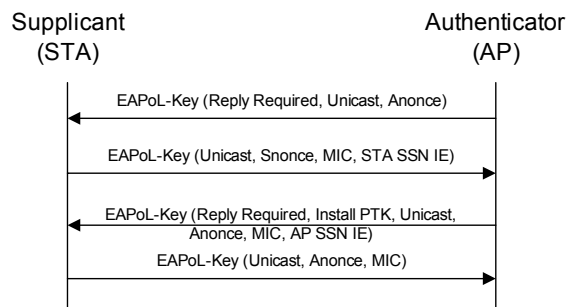 Supplicant
(STA)
Authenticator
(AP)
EAPoL-Key (Reply Required, Unicast, Anonce)
EAPoL-Key (Unicast, Snonce, MIC, STA SSN IE)
EAPoL-Key (Reply Required, Install PTK, Unicast,
Anonce, MIC, AP SSN IE)
EAPoL-Key (Unicast, Anonce, MIC)